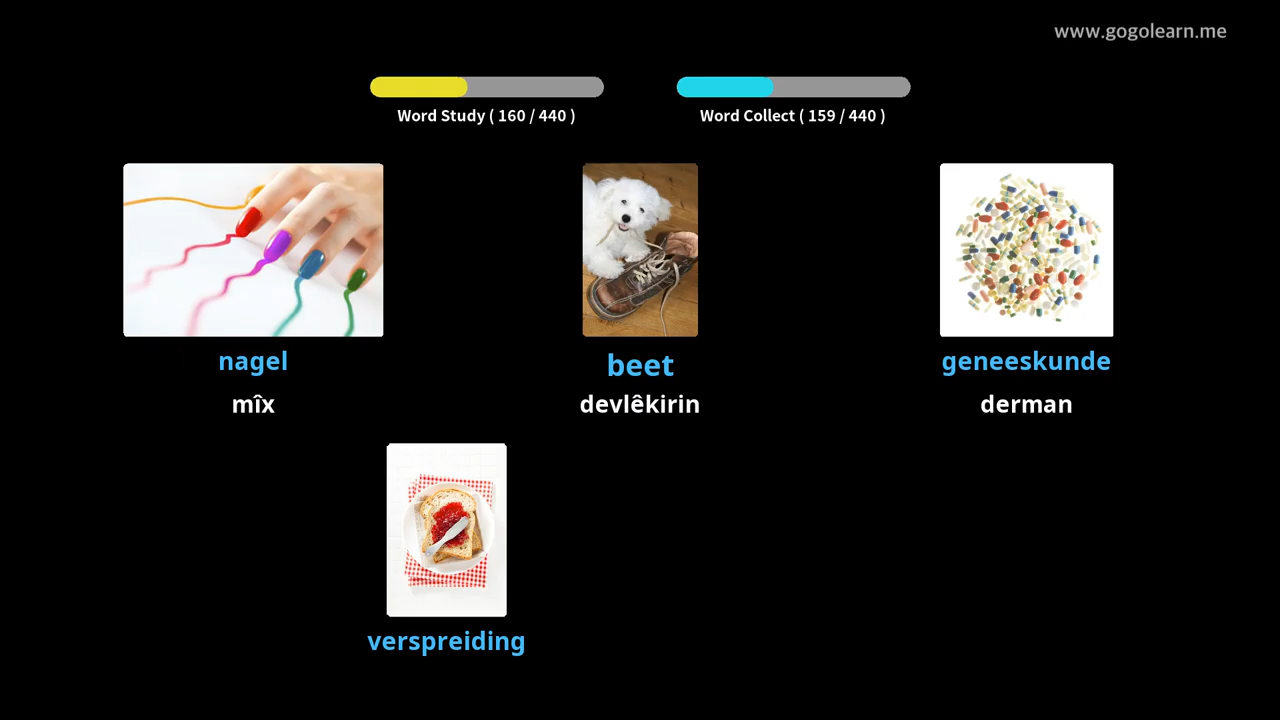 www.gogolearn.me
Word Study ( 160 / 440 )
Word Collect ( 159 / 440 )
nagel
beet
geneeskunde
mîx
devlêkirin
derman
verspreiding